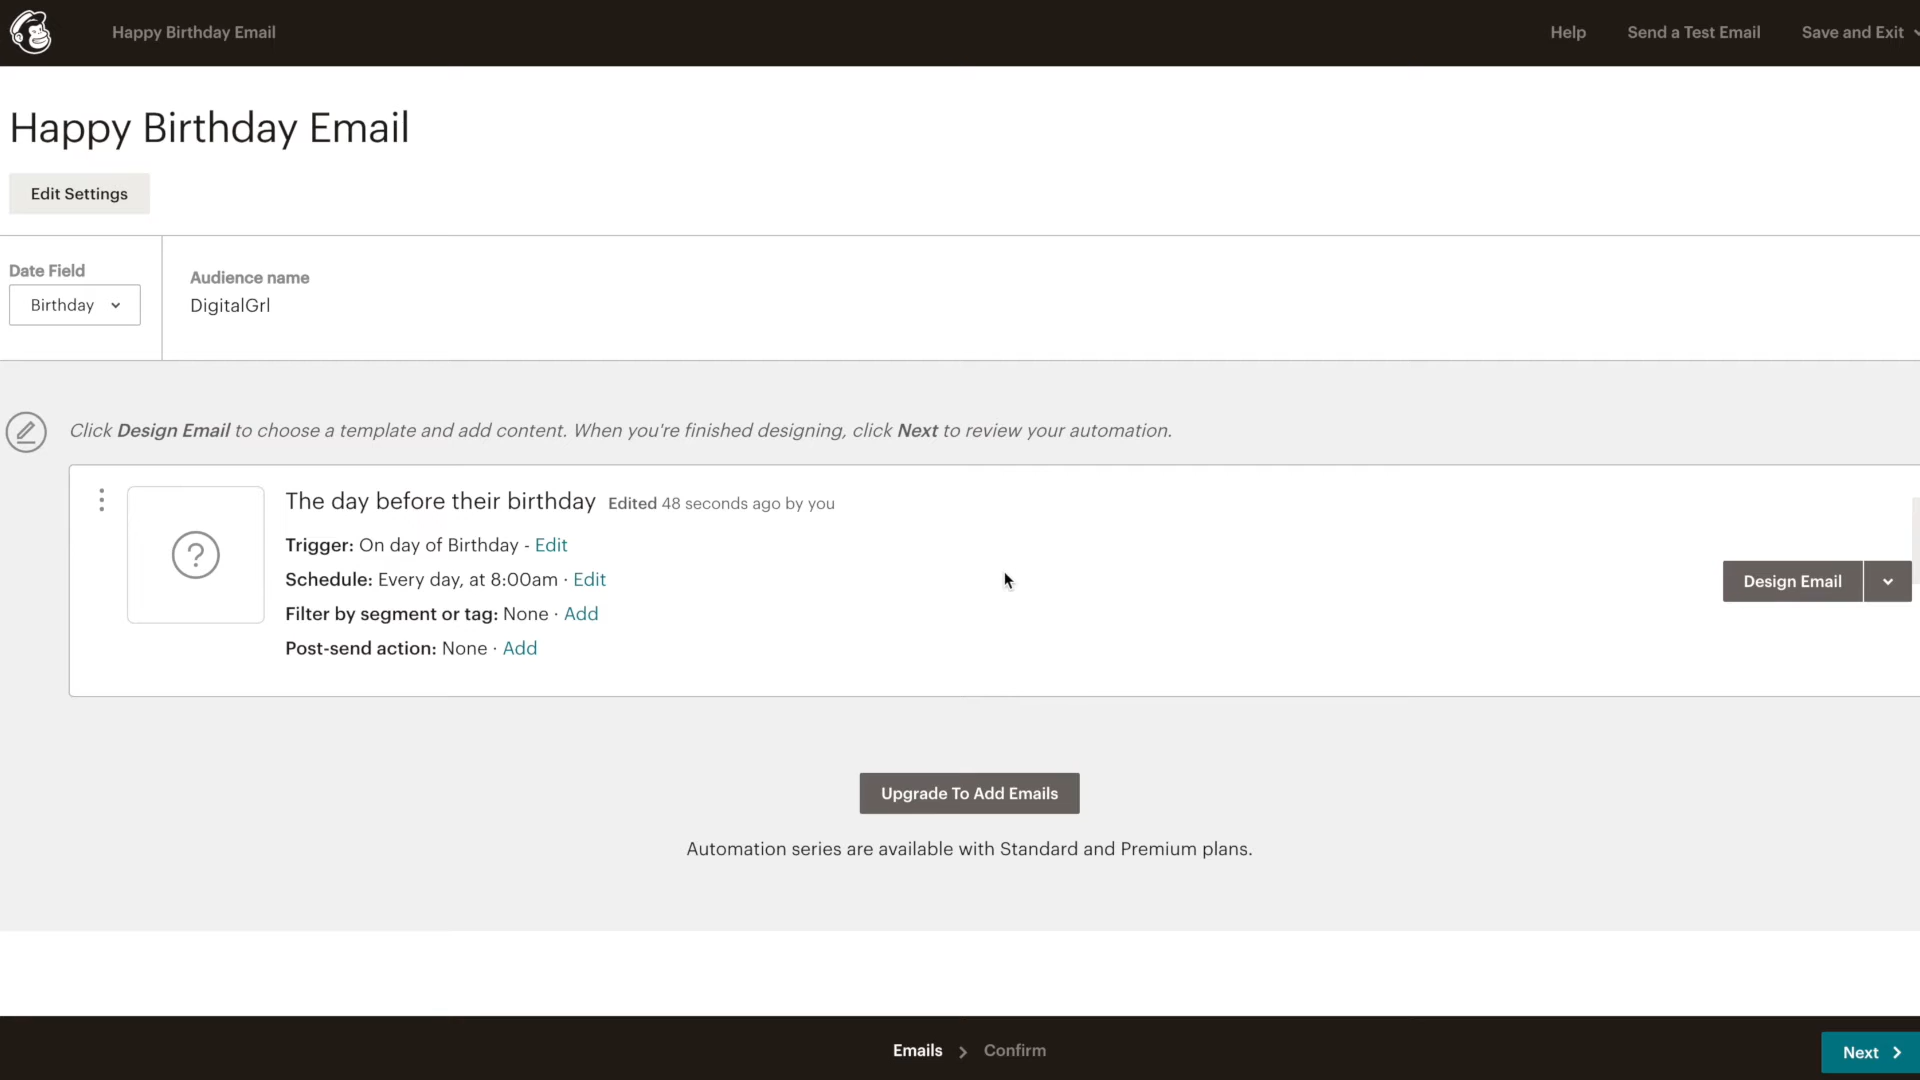 Happy Birthday Email
Help
Send a Test Email
Save and Exit
Happy Birthday Email
Edit Settings
Date Field
Birthday
Audience name
DigitalGrl
Click Design Email to choose a template and add content. When you're finished designing, click Next to review your automation.
The day before their birthday Edited 48 seconds ago by you
Trigger: On day of Birthday - Edit
Schedule: Every day, at 8:00am · Edit
Filter by segment or tag: None · Add
Post-send action: None · Add
Design Email
Upgrade To Add Emails
Automation series are available with Standard and Premium plans.
Emails > Confirm
Next >